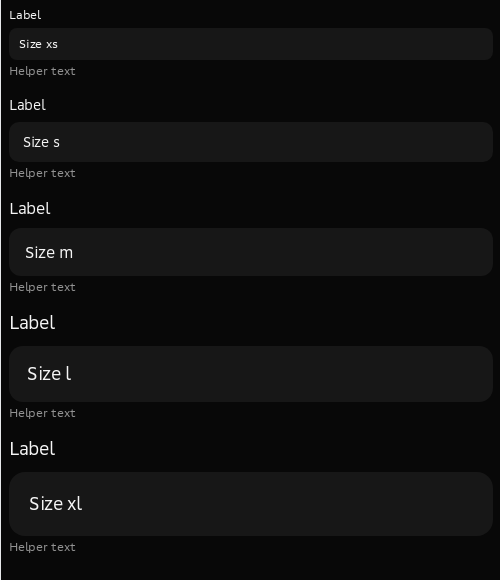 Label
Size xs
Helper text
Label
Size s
Helper text
Label
Size m
Helper text
Label
Size l
Helper text
Label
Size xl
Helper text